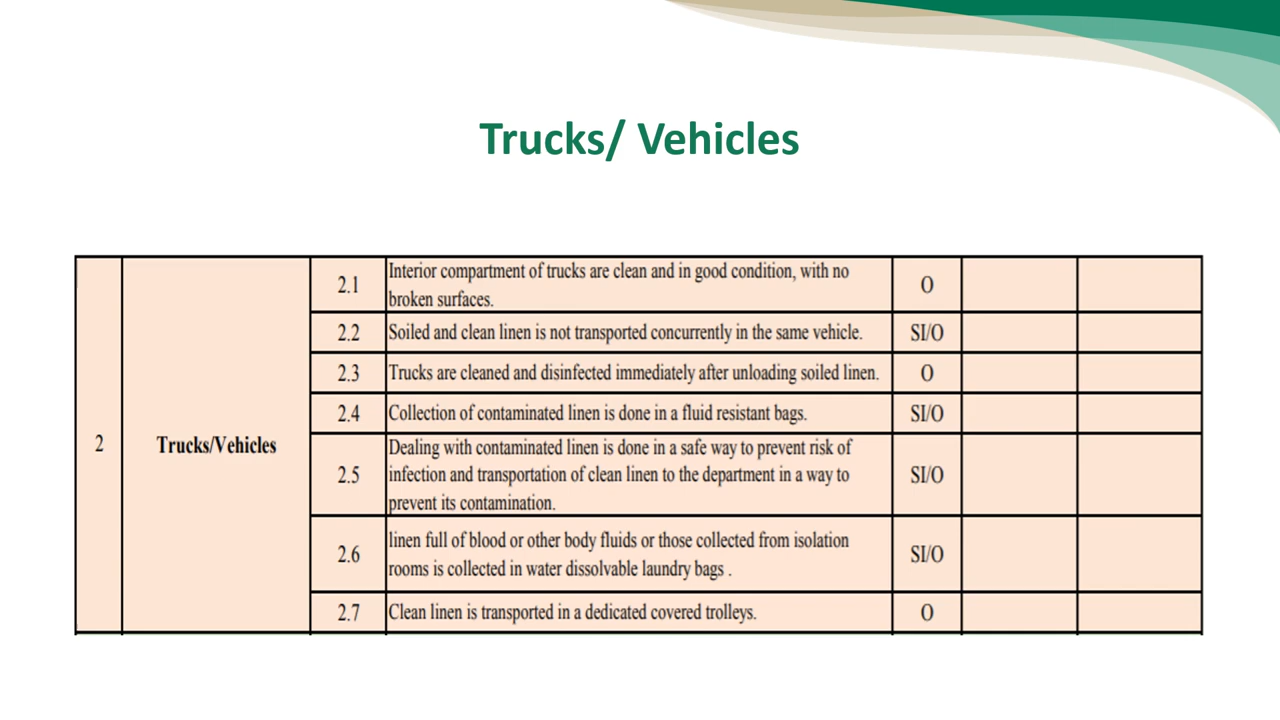 Trucks/ Vehicles
2
Trucks/Vehicles
2.1
Interior compartment of trucks are clean and in good condition, with no
broken surfaces.
O
2.2
Soiled and clean linen is not transported concurrently in the same vehicle.
SI/O
2.3
Trucks are cleaned and disinfected immediately after unloading soiled linen.
O
2.4
Collection of contaminated linen is done in a fluid resistant bags.
SI/O
2.5
Dealing with contaminated linen is done in a safe way to prevent risk of
infection and transportation of clean linen to the department in a way to
prevent its contamination.
SI/O
2.6
linen full of blood or other body fluids or those collected from isolation
rooms is collected in water dissolvable laundry bags .
SI/O
2.7
Clean linen is transported in a dedicated covered trolleys.
O